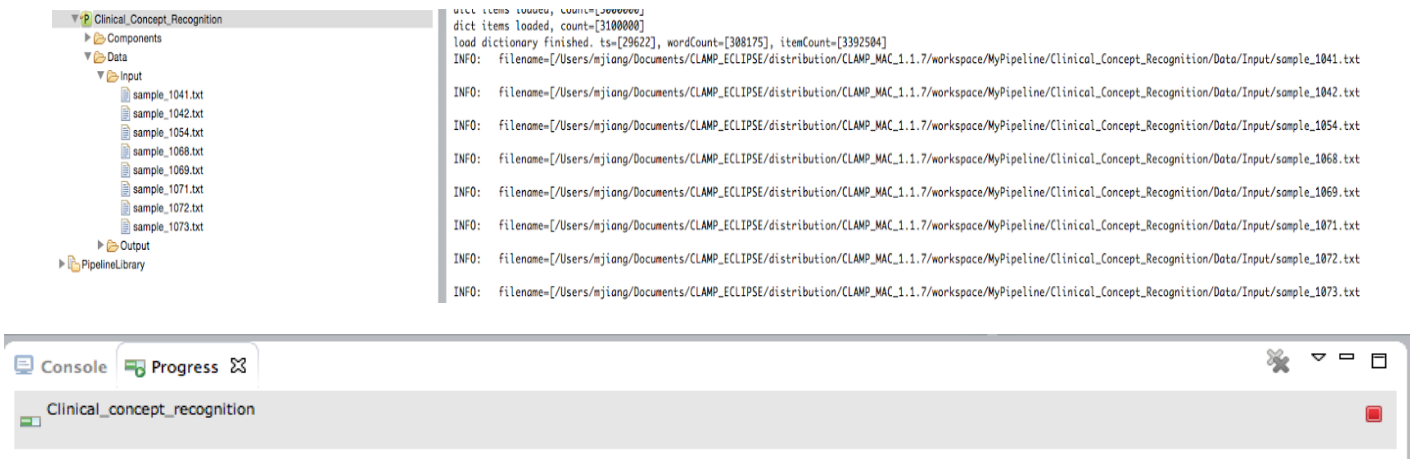 Clinical_Concept_Recognition
Components
Data
Input
sample_1041.txt
sample_1042.txt
sample_1054.txt
sample_1068.txt
sample_1069.txt
sample_1071.txt
sample_1072.txt
sample_1073.txt
Output
PipelineLibrary
dict items loaded, count=[3000000]
dict items loaded, count=[3100000]
load dictionary finished. ts=[29622], wordCount=[308175], itemCount=[3392504]
INFO: filename=[/Users/mjiang/Documents/CLAMP_ECLIPSE/distribution/CLAMP_MAC_1.1.7/workspace/MyPipeline/Clinical_Concept_Recognition/Data/Input/sample_1041.txt
INFO: filename=[/Users/mjiang/Documents/CLAMP_ECLIPSE/distribution/CLAMP_MAC_1.1.7/workspace/MyPipeline/Clinical_Concept_Recognition/Data/Input/sample_1042.txt
INFO: filename=[/Users/mjiang/Documents/CLAMP_ECLIPSE/distribution/CLAMP_MAC_1.1.7/workspace/MyPipeline/Clinical_Concept_Recognition/Data/Input/sample_1054.txt
INFO: filename=[/Users/mjiang/Documents/CLAMP_ECLIPSE/distribution/CLAMP_MAC_1.1.7/workspace/MyPipeline/Clinical_Concept_Recognition/Data/Input/sample_1068.txt
INFO: filename=[/Users/mjiang/Documents/CLAMP_ECLIPSE/distribution/CLAMP_MAC_1.1.7/workspace/MyPipeline/Clinical_Concept_Recognition/Data/Input/sample_1069.txt
INFO: filename=[/Users/mjiang/Documents/CLAMP_ECLIPSE/distribution/CLAMP_MAC_1.1.7/workspace/MyPipeline/Clinical_Concept_Recognition/Data/Input/sample_1071.txt
INFO: filename=[/Users/mjiang/Documents/CLAMP_ECLIPSE/distribution/CLAMP_MAC_1.1.7/workspace/MyPipeline/Clinical_Concept_Recognition/Data/Input/sample_1072.txt
INFO: filename=[/Users/mjiang/Documents/CLAMP_ECLIPSE/distribution/CLAMP_MAC_1.1.7/workspace/MyPipeline/Clinical_Concept_Recognition/Data/Input/sample_1073.txt
Console Progress
Clinical_concept_recognition